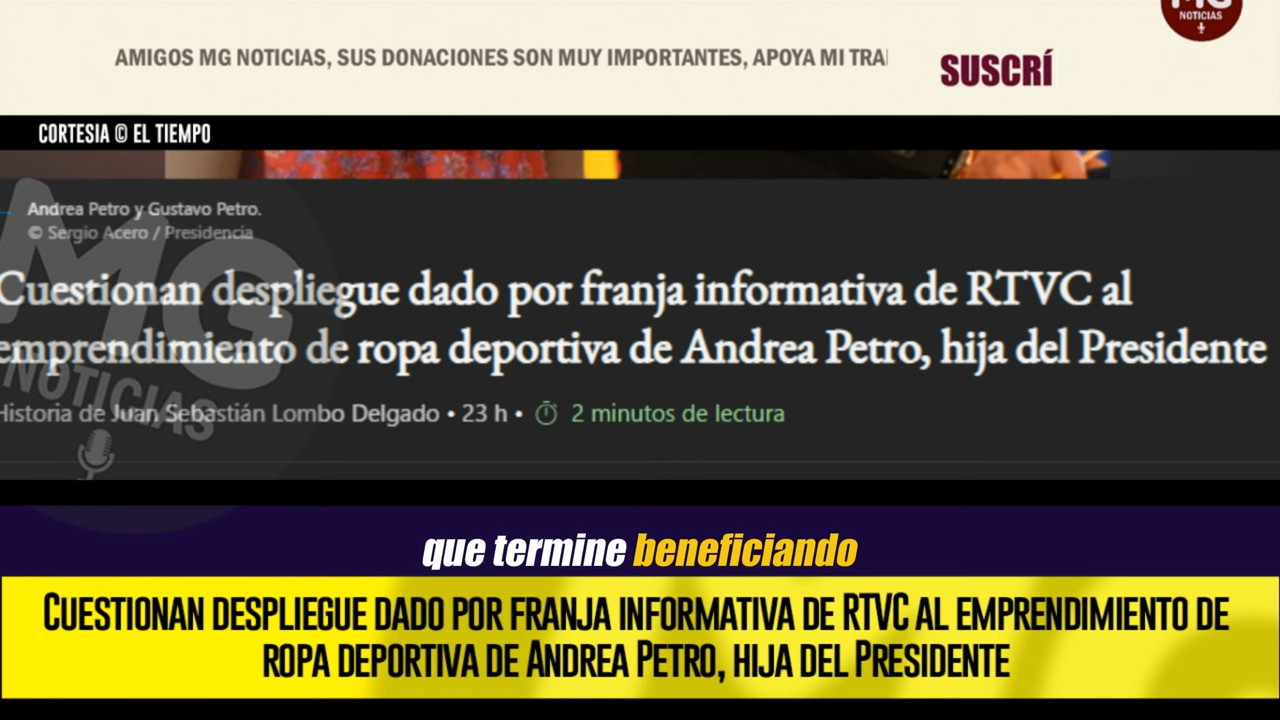 NOTICIAS
AMIGOS MG NOTICIAS, SUS DONACIONES SON MUY IMPORTANTES, APOYA MI TRA
SUSCRÍ
CORTESIA © EL TIEMPO
Andrea Petro y Gustavo Petro.
© Sergio Acero / Presidencia
Cuestionan despliegue dado por franja informativa de RTVC al
emprendimiento de ropa deportiva de Andrea Petro, hija del Presidente
Historia de Juan Sebastián Lombo Delgado • 23 h • 2 minutos de lectura
MG
NOTICIAS
que termine beneficiando
CUESTIONAN DESPLIEGUE DADO POR FRANJA INFORMATIVA DE RTVC AL EMPRENDIMIENTO DE
ROPA DEPORTIVA DE ANDREA PETRO, HIJA DEL PRESIDENTE